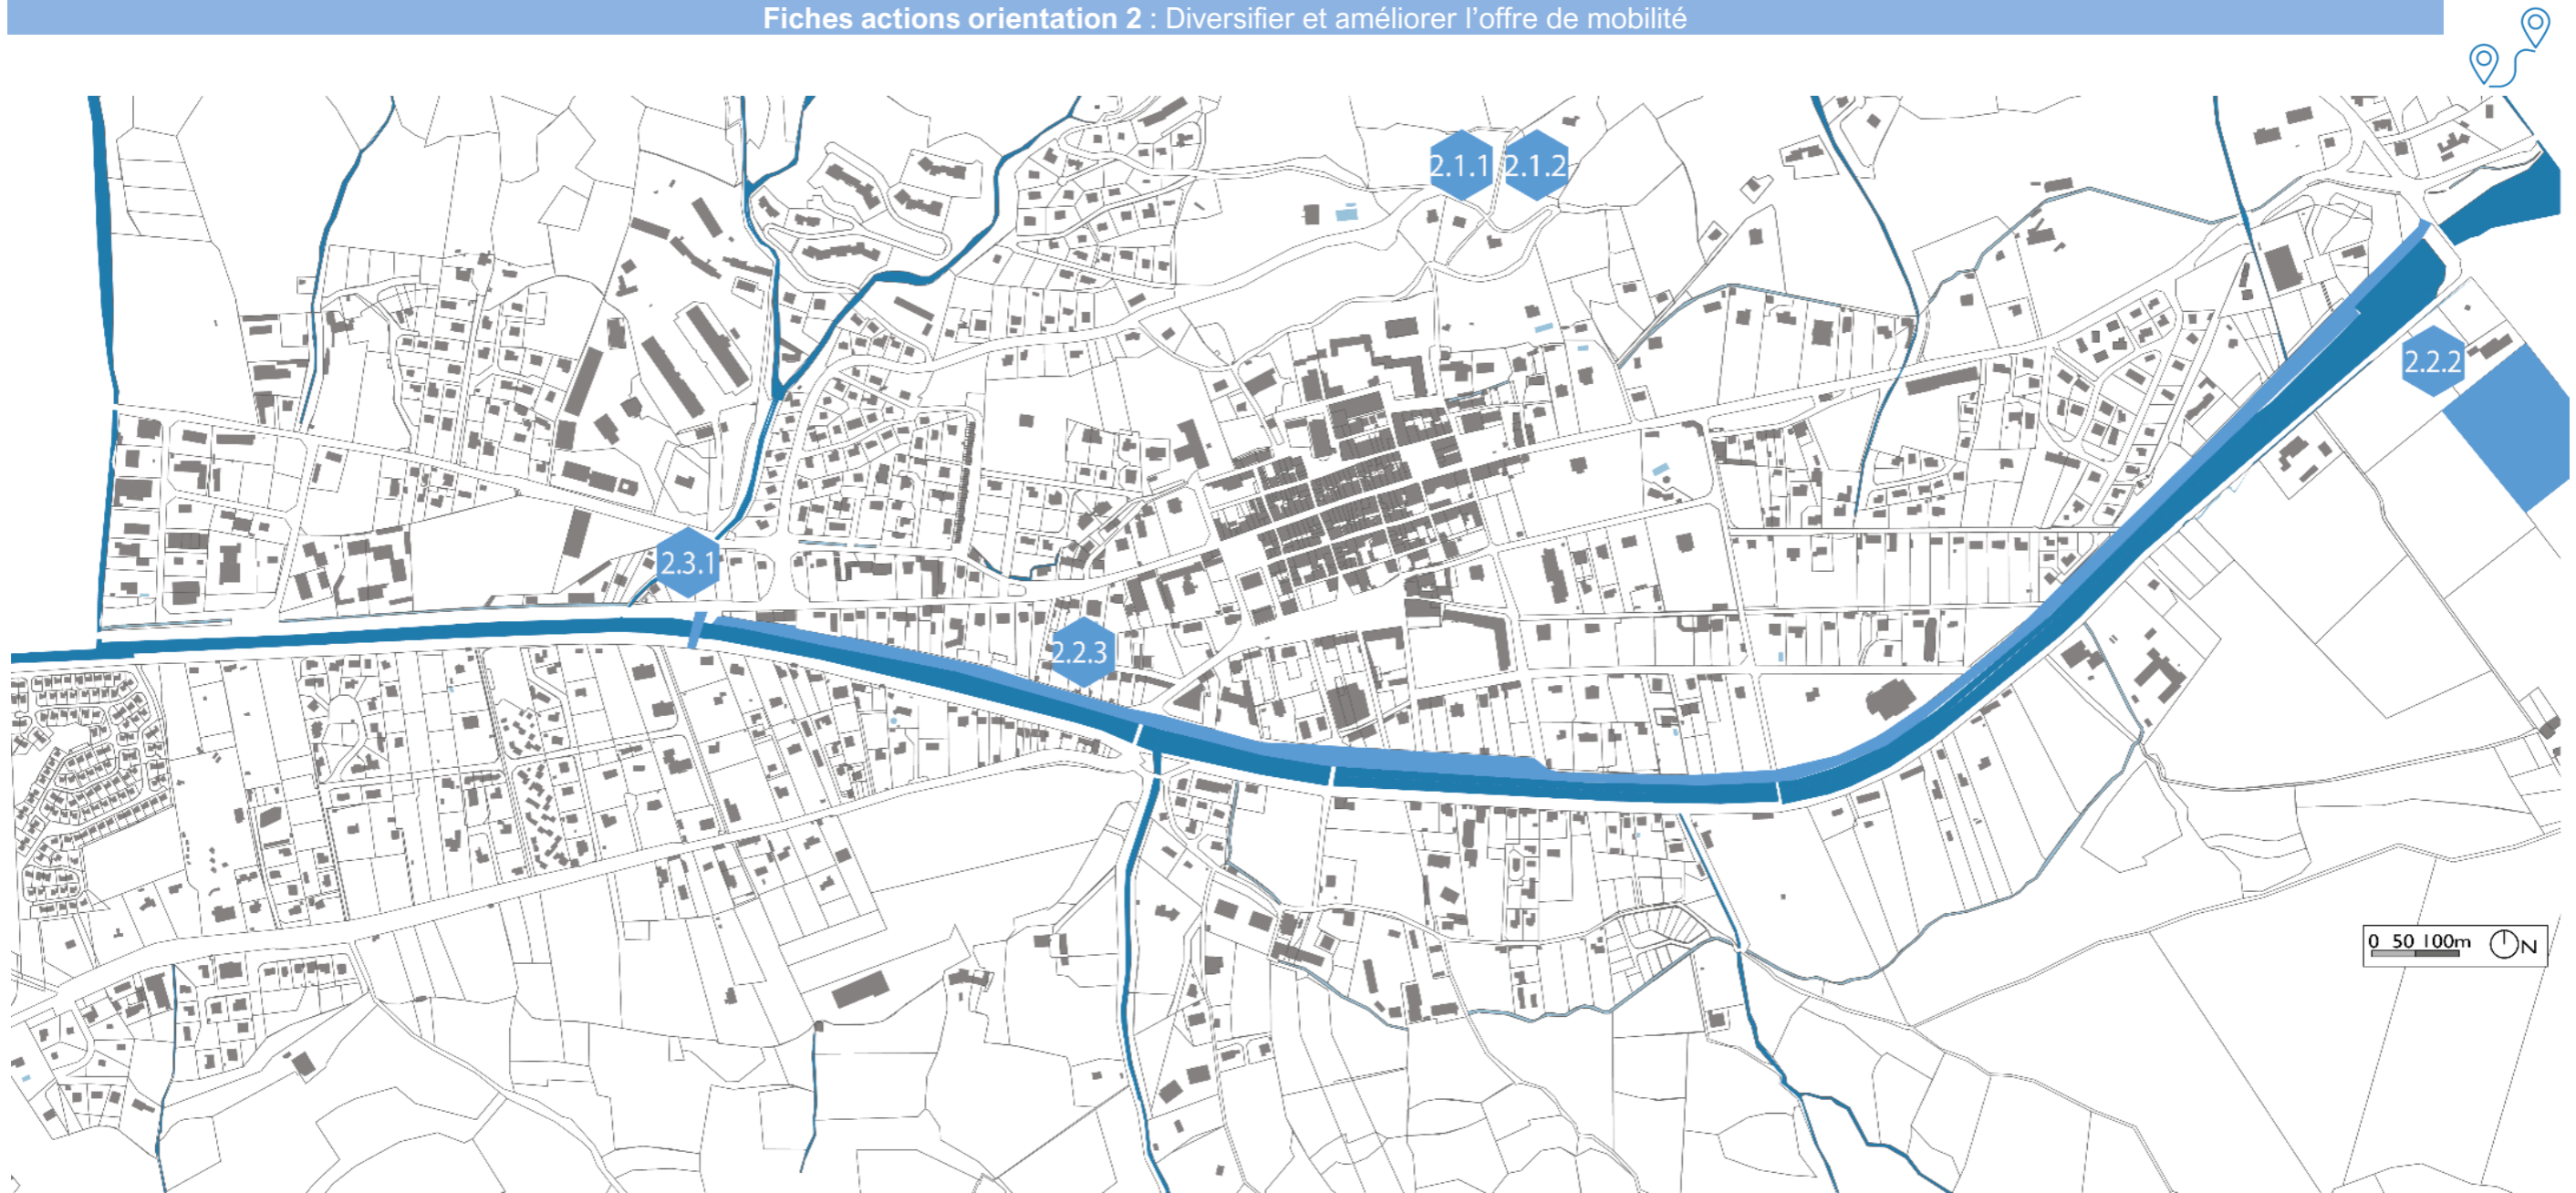 Fiches actions orientation 2 : Diversifier et améliorer l'offre de mobilité
2.1.1
2.1.2
2.2.2
2.3.1
2.2.3
0 50 100m N